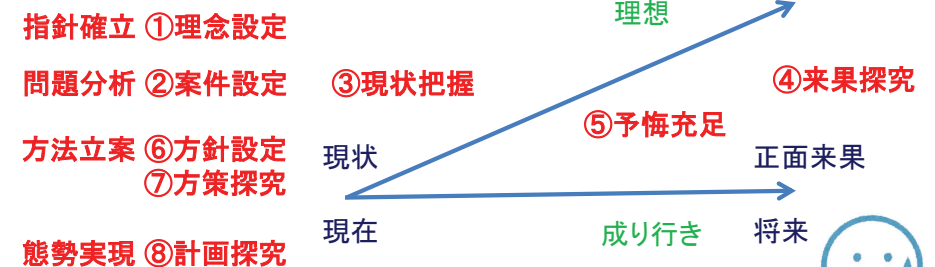 理想
指針確立 ①理念設定
問題分析 ②案件設定
③現状把握
④来果探究
⑤予悔充足
方法立案 ⑥方針設定
⑦方策探究
現状
正面来果
現在
成り行き
将来
態勢実現 ⑧計画探究